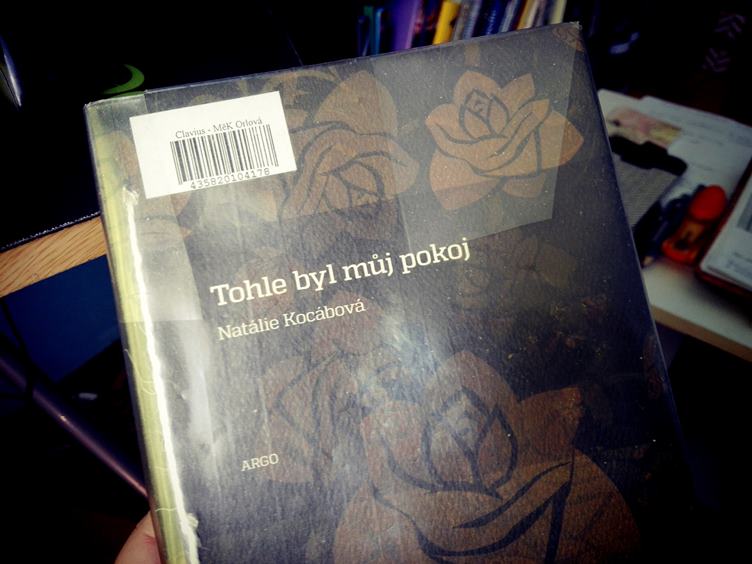 Clavius - MěK Orlová
435820104178
Tohle byl můj pokoj
Natálie Kocábová
ARGO